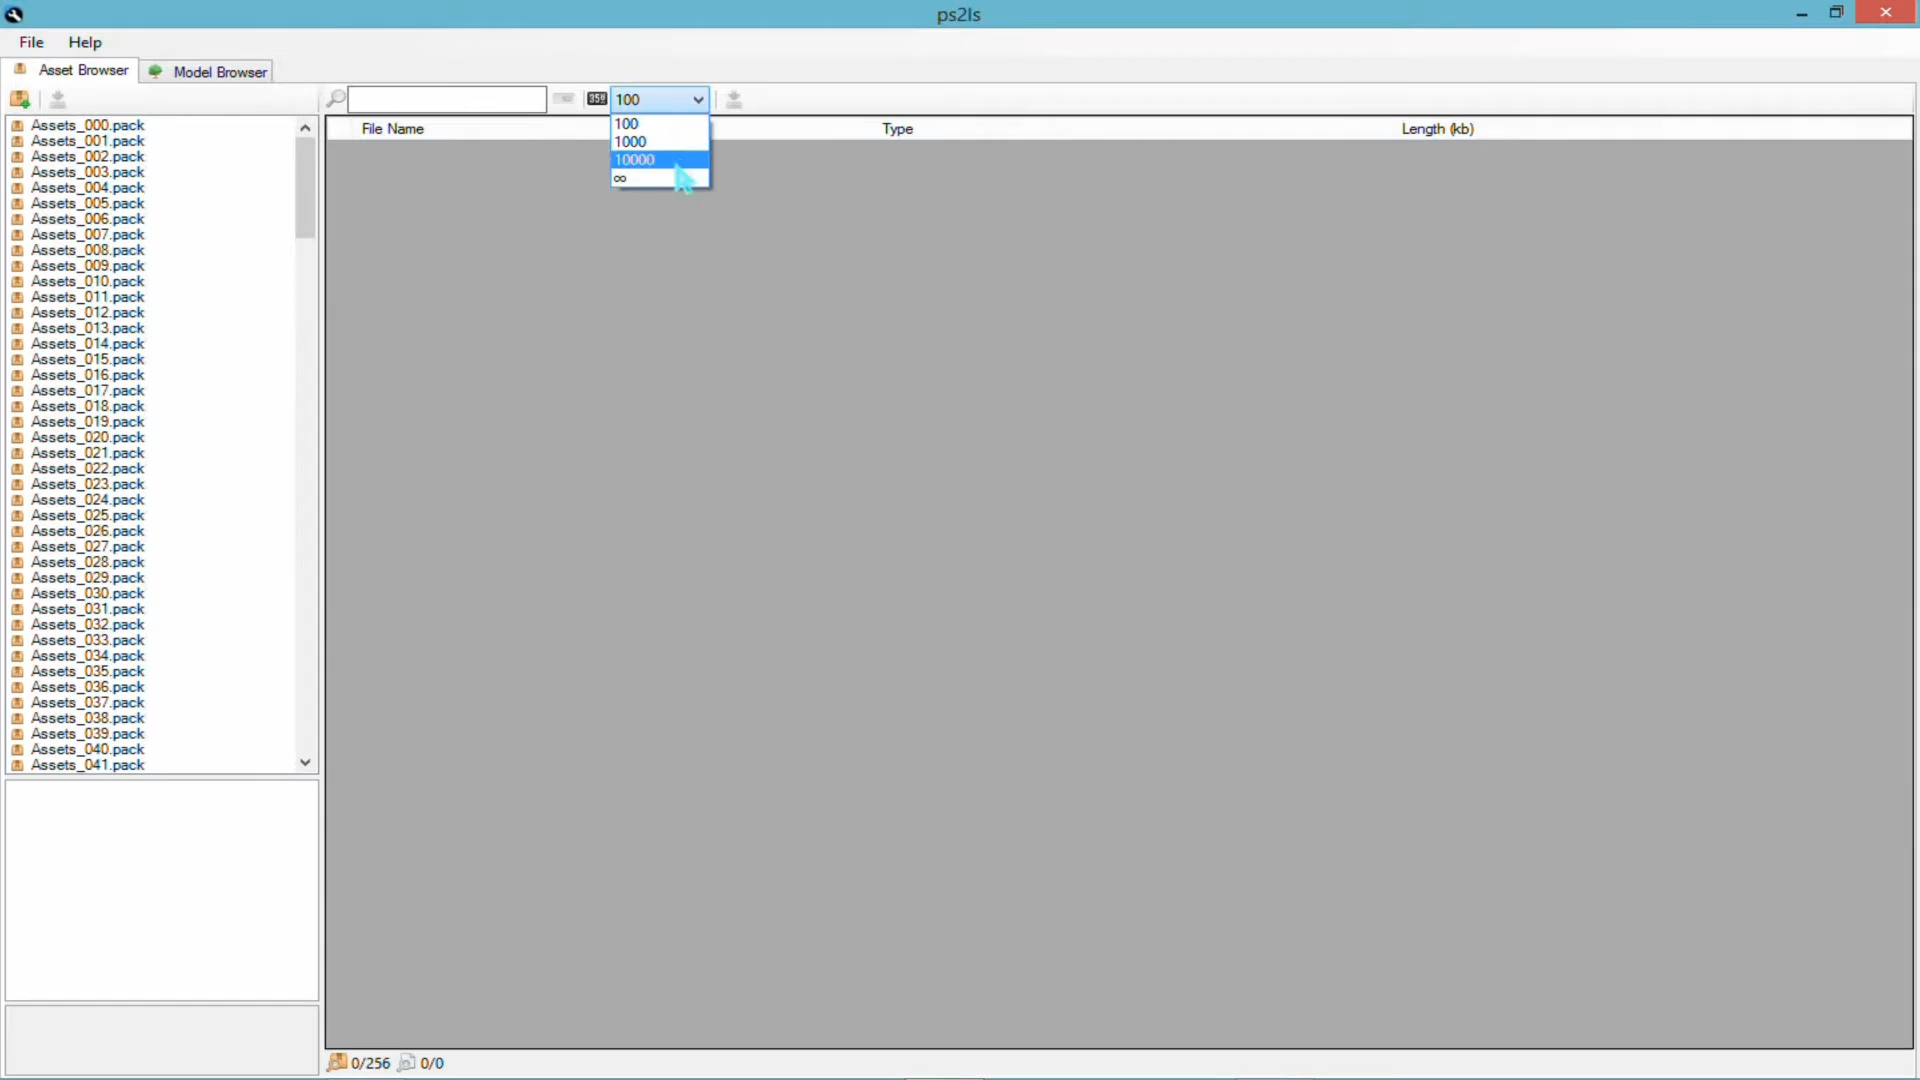 ps2ls
File Help
Asset Browser Model Browser
359 100
File Name Type Length (kb)
100
1000
10000
∞
Assets_000.pack
Assets_001.pack
Assets_002.pack
Assets_003.pack
Assets_004.pack
Assets_005.pack
Assets_006.pack
Assets_007.pack
Assets_008.pack
Assets_009.pack
Assets_010.pack
Assets_011.pack
Assets_012.pack
Assets_013.pack
Assets_014.pack
Assets_015.pack
Assets_016.pack
Assets_017.pack
Assets_018.pack
Assets_019.pack
Assets_020.pack
Assets_021.pack
Assets_022.pack
Assets_023.pack
Assets_024.pack
Assets_025.pack
Assets_026.pack
Assets_027.pack
Assets_028.pack
Assets_029.pack
Assets_030.pack
Assets_031.pack
Assets_032.pack
Assets_033.pack
Assets_034.pack
Assets_035.pack
Assets_036.pack
Assets_037.pack
Assets_038.pack
Assets_039.pack
Assets_040.pack
Assets_041.pack
0/256 0/0